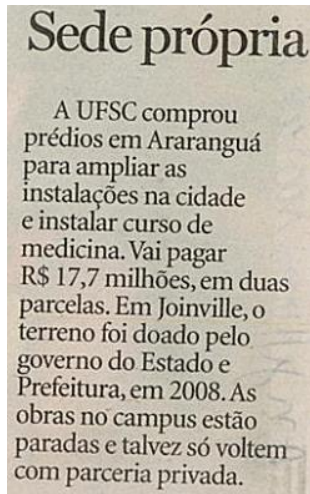 Sede própria
A UFSC comprou
prédios em Araranguá
para ampliar as
instalações na cidade
e instalar curso de
medicina. Vai pagar
R$ 17,7 milhões, em duas
parcelas. Em Joinville, o
terreno foi doado pelo
governo do Estado e
Prefeitura, em 2008. As
obras no campus estão
paradas e talvez só voltem
com parceria privada.